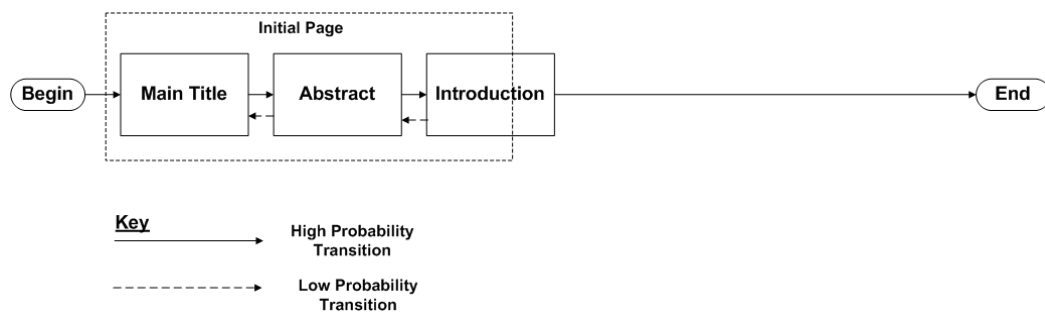 Initial Page
Begin
Main Title
Abstract
Introduction
End
Key
High Probability
Transition
Low Probability
Transition